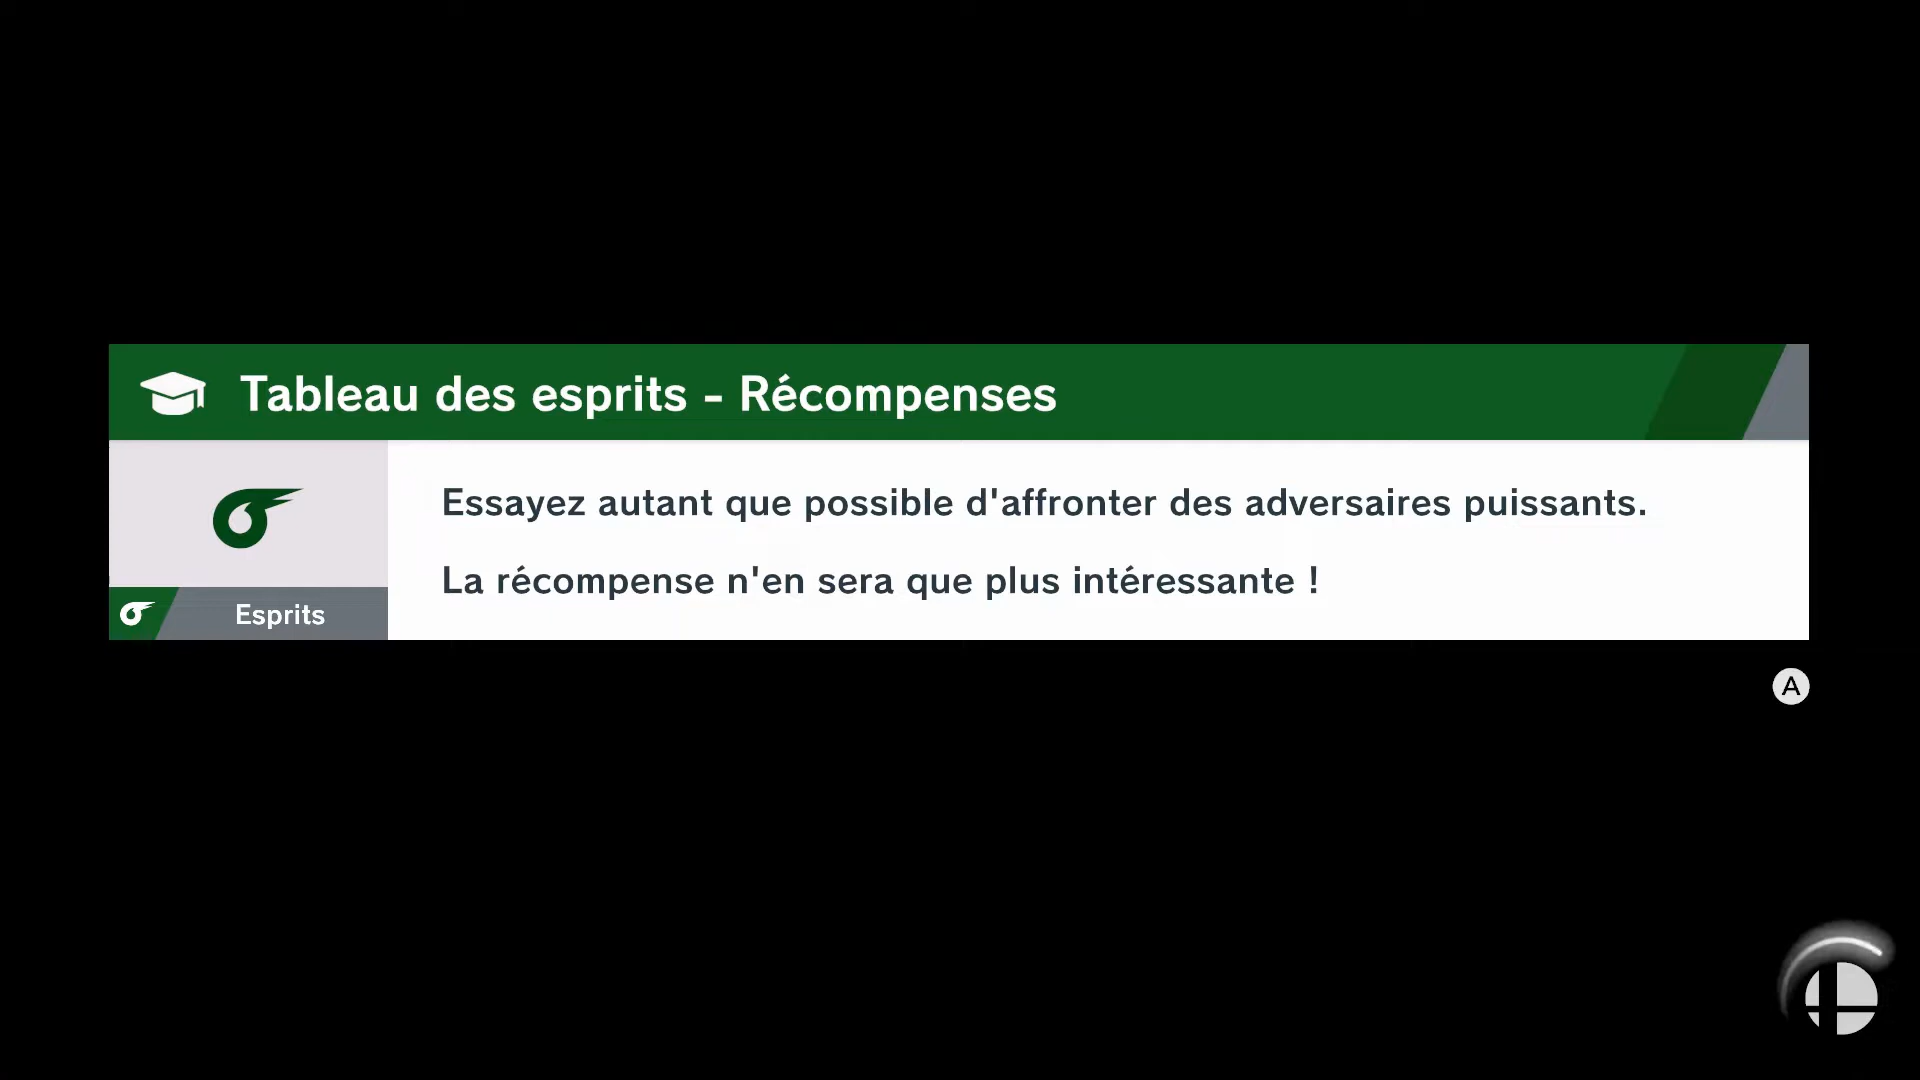 Tableau des esprits - Récompenses
Essayez autant que possible d'affronter des adversaires puissants.
La récompense n'en sera que plus intéressante !
Esprits
A